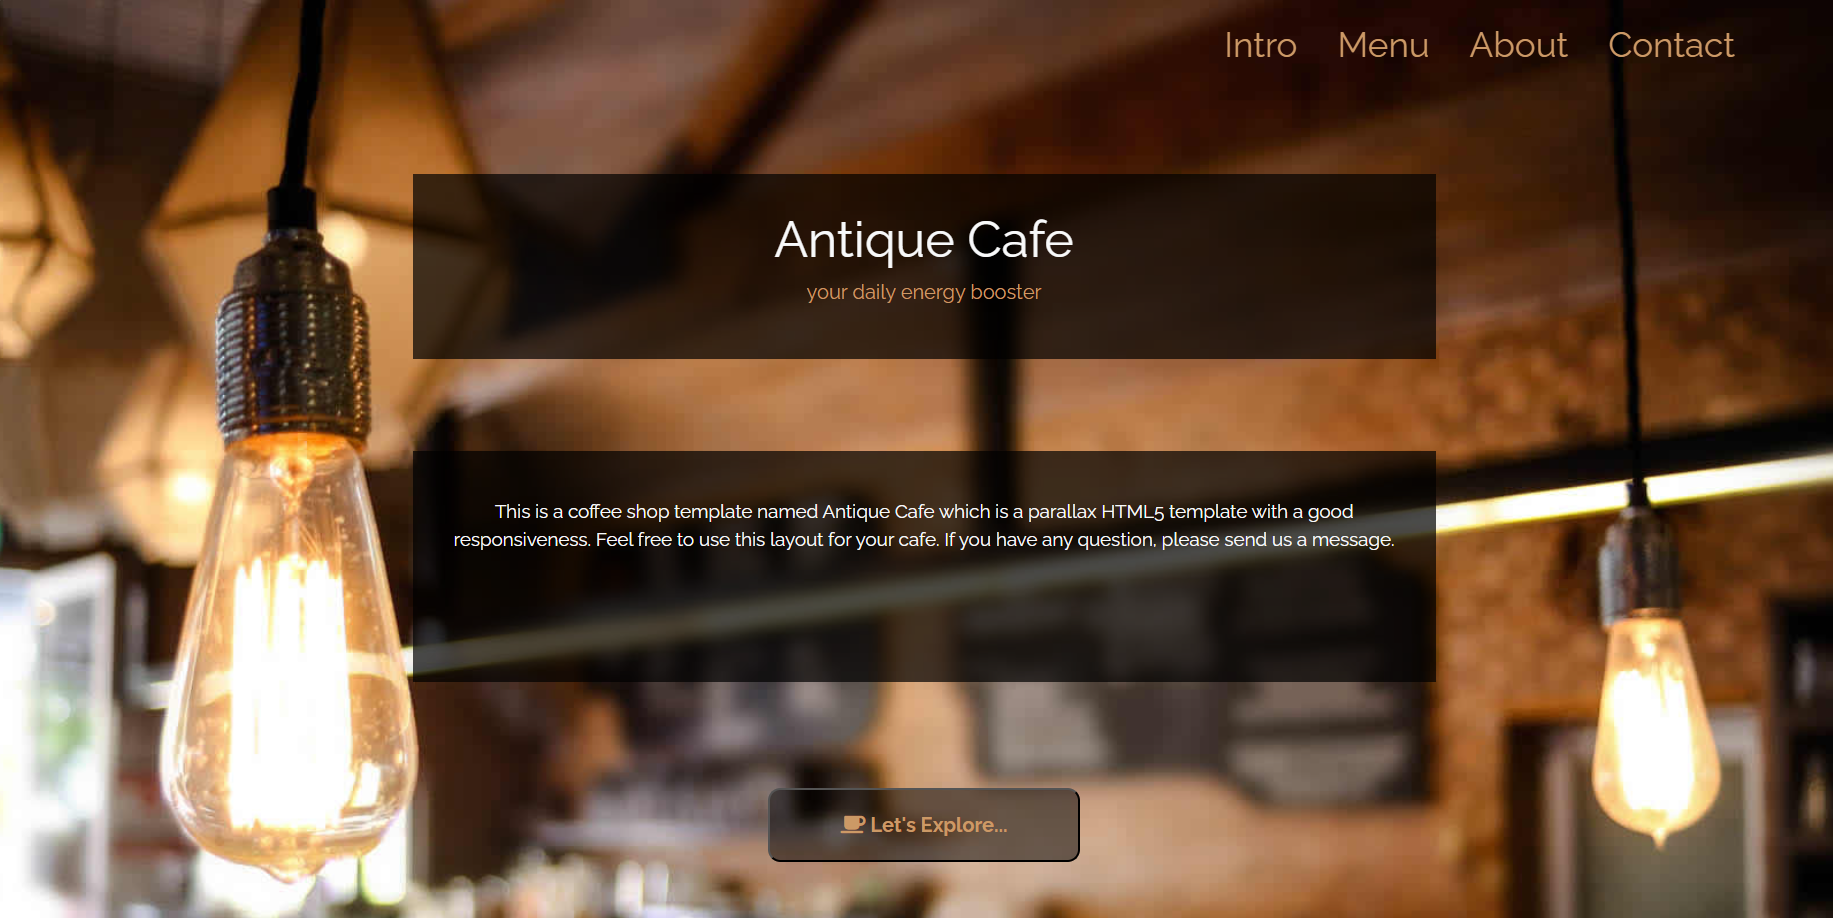 Intro Menu About Contact
Antique Cafe
your daily energy booster
This is a coffee shop template named Antique Cafe which is a parallax HTML5 template with a good
responsiveness. Feel free to use this layout for your cafe. If you have any question, please send us a message.
Let's Explore...